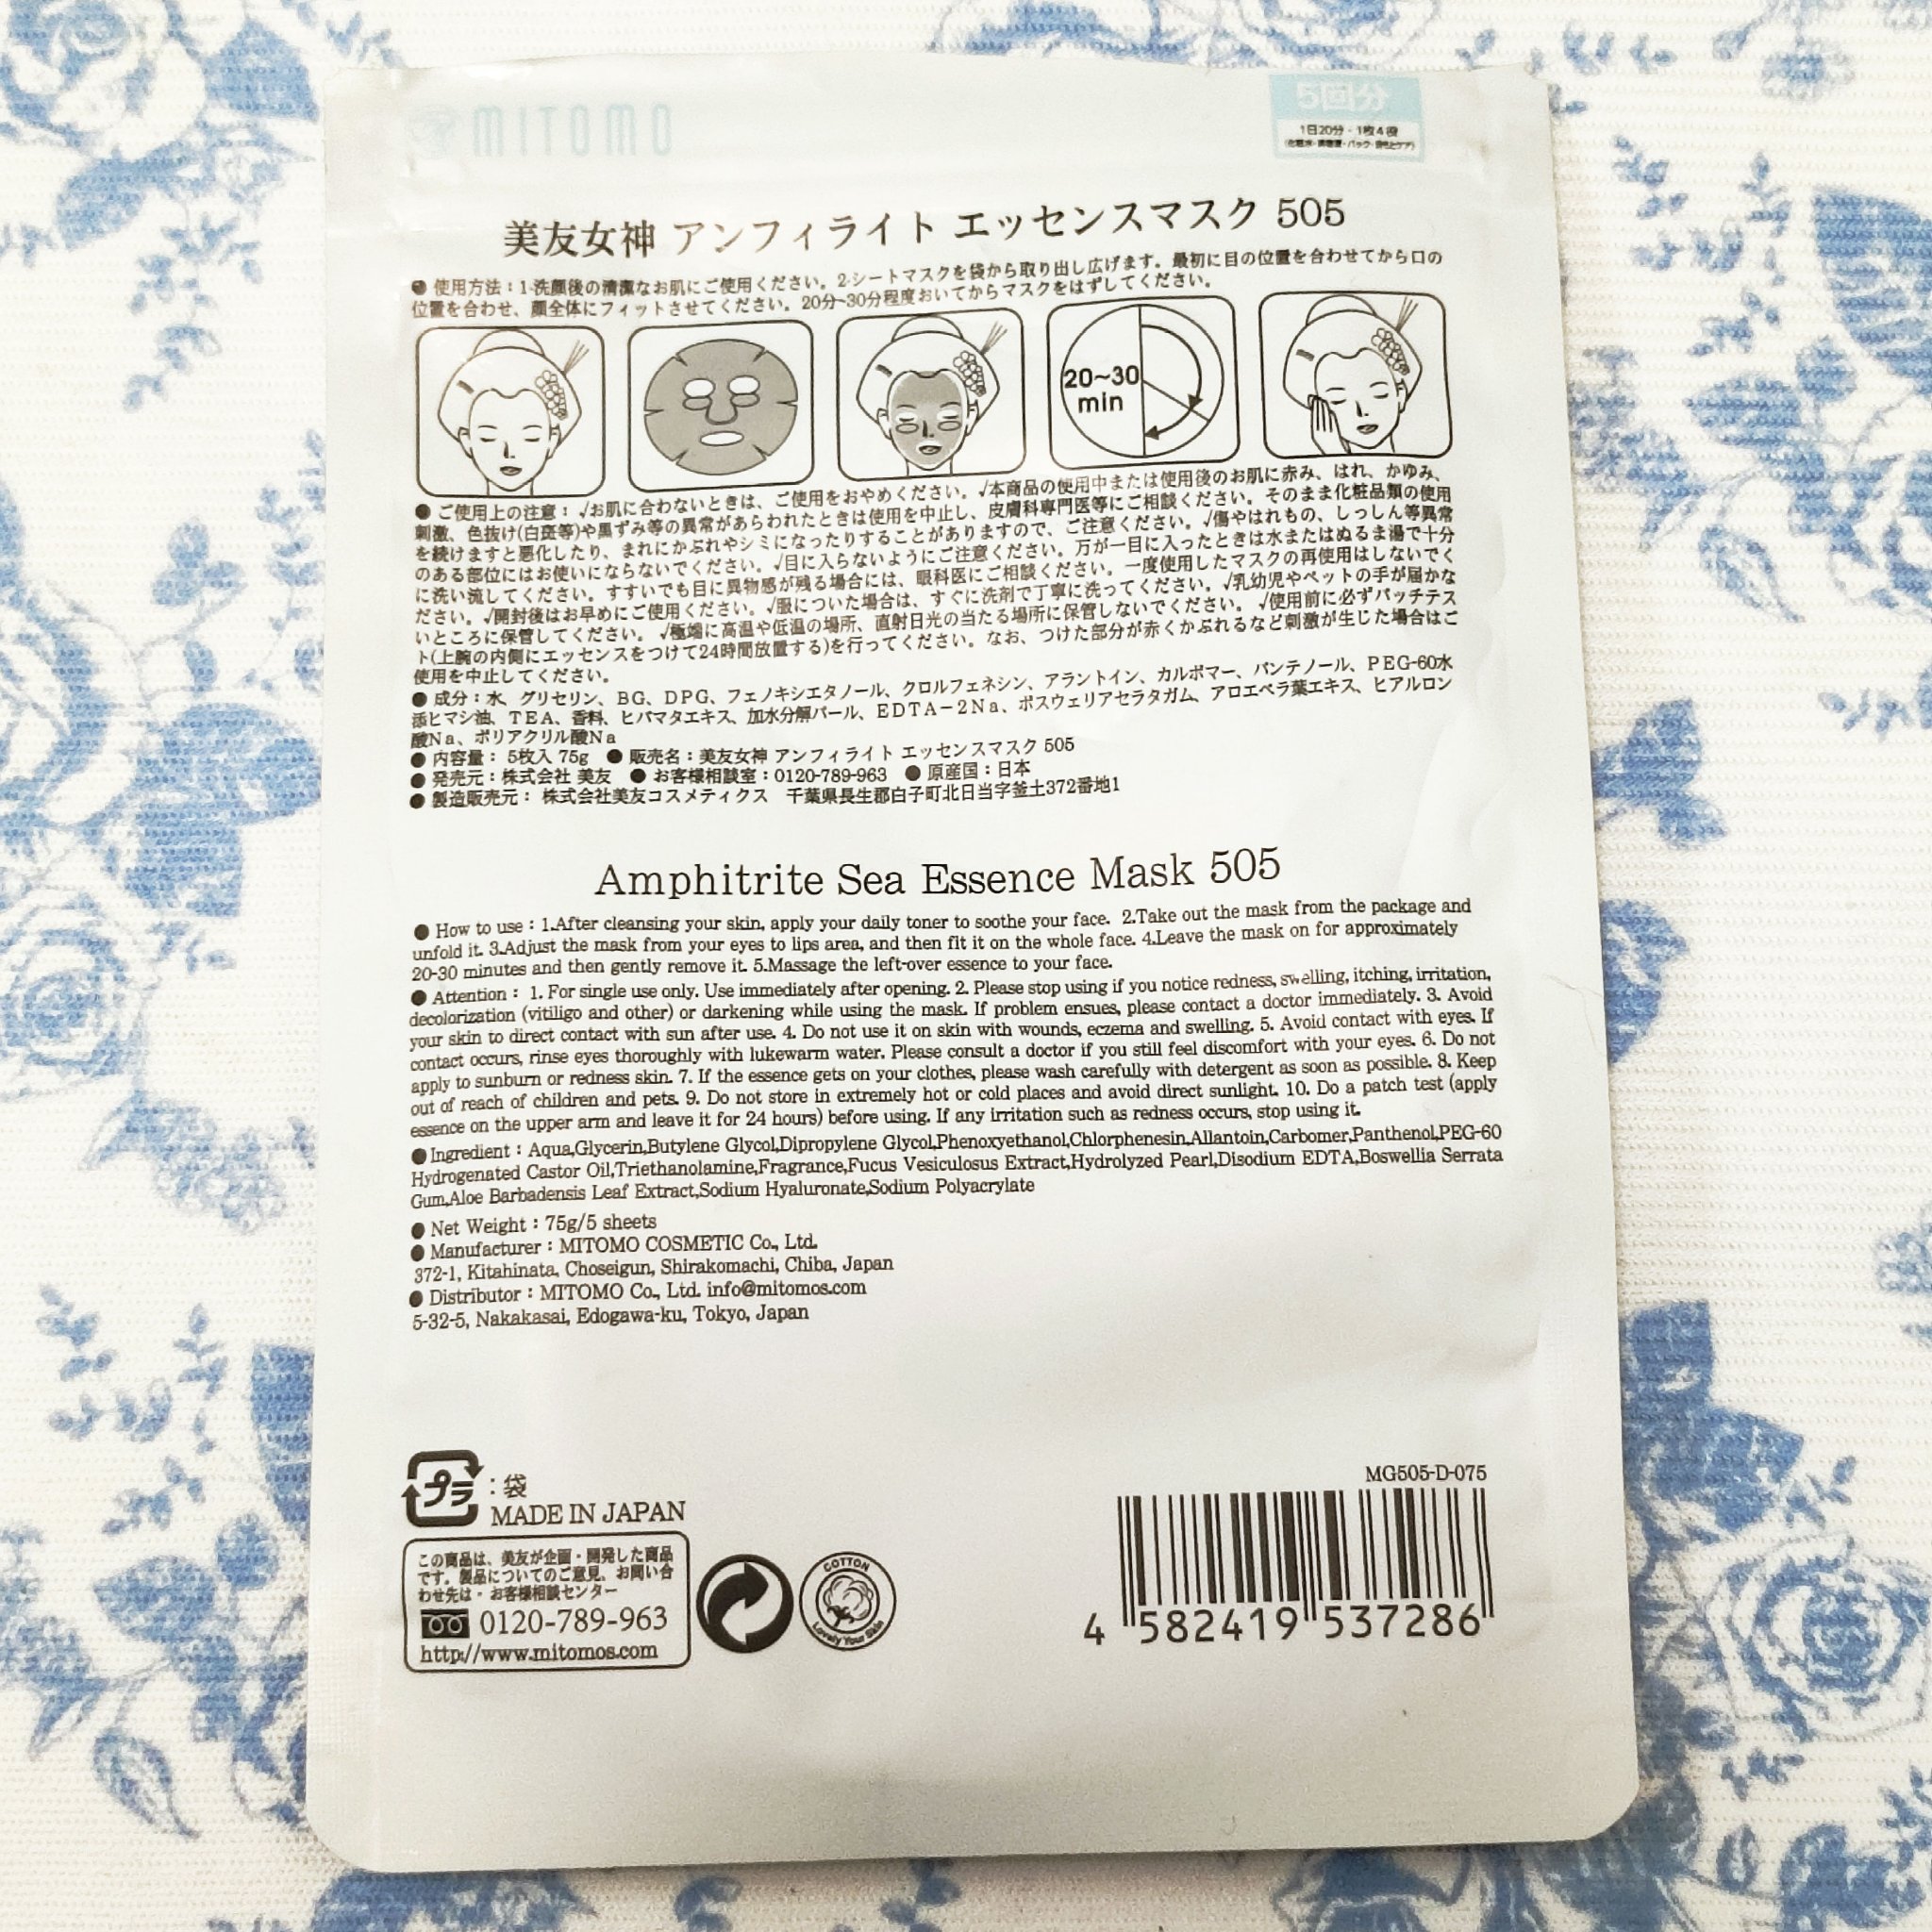 MITOMO
5回分
1日20分・1枚4役
美友女神 アンフィライト エッセンスマスク 505
● 使用方法：1.洗顔後の清潔なお肌にご使用ください。2.シートマスクを袋から取り出し広げます。最初に目の位置を合わせてから口の
位置を合わせ、顔全体にフィットさせてください。20分~30分程度おいてからマスクをはずしてください。
20~30
min
● ご使用上の注意：√お肌に合わないときは、ご使用をおやめください。√本商品の使用中または使用後のお肌に赤み、はれ、かゆみ、
刺激、色抜け(白斑等)や黒ずみ等の異常があらわれたときは使用を中止し、皮膚科専門医等にご相談ください。そのまま化粧品類の使用
を続けますと悪化したり、まれにかぶれやシミになったりすることがありますので、ご注意ください。√傷やはれもの、しっしん等異常
のある部位にはお使いにならないでください。√目に入らないようにご注意ください。万が一目に入ったときは水またはぬるま湯で十分
に洗い流してください。すすいでも目に異物感が残る場合には、眼科医にご相談ください。一度使用したマスクの再使用はしないでく
ださい。√開封後はお早めにご使用ください。√服についた場合は、すぐに洗剤で丁寧に洗ってください。√乳幼児やペットの手が届かな
いところに保管してください。 √極端に高温や低温の場所、直射日光の当たる場所に保管しないでください。 √使用前に必ずパッチテス
ト(上腕の内側にエッセンスをつけて24時間放置する)を行ってください。なお、つけた部分が赤くかぶれるなど刺激が生じた場合はご
使用を中止してください。
● 成分：水、グリセリン、BG、DPG、フェノキシエタノール、クロルフェネシン、アラントイン、カルボマー、パンテノール、PEG-60水
添ヒマシ油、TEA、香料、ヒバマタエキス、加水分解パール、EDTA－2Na、ボスウェリアセラタガム、アロエベラ葉エキス、ヒアルロン
酸Na、ポリアクリル酸Na
● 内容量： 5枚入 75g ● 販売名：美友女神 アンフィライト エッセンスマスク 505
● 発売元：株式会社 美友 ● お客様相談室：0120-789-963 ● 原産国：日本
● 製造販売元： 株式会社美友コスメティクス 千葉県長生郡白子町北日当字釜土372番地1
Amphitrite Sea Essence Mask 505
● How to use：1.After cleansing your skin, apply your daily toner to soothe your face. 2.Take out the mask from the package and
unfold it. 3.Adjust the mask from your eyes to lips area, and then fit it on the whole face. 4.Leave the mask on for approximately
20-30 minutes and then gently remove it. 5.Massage the left-over essence to your face.
● Attention： 1. For single use only. Use immediately after opening. 2. Please stop using if you notice redness, swelling, itching, irritation,
decolorization (vitiligo and other) or darkening while using the mask. If problem ensues, please contact a doctor immediately. 3. Avoid
your skin to direct contact with sun after use. 4. Do not use it on skin with wounds, eczema and swelling. 5. Avoid contact with eyes. If
contact occurs, rinse eyes thoroughly with lukewarm water. Please consult a doctor if you still feel discomfort with your eyes. 6. Do not
apply to sunburn or redness skin. 7. If the essence gets on your clothes, please wash carefully with detergent as soon as possible. 8. Keep
out of reach of children and pets. 9. Do not store in extremely hot or cold places and avoid direct sunlight. 10. Do a patch test (apply
essence on the upper arm and leave it for 24 hours) before using. If any irritation such as redness occurs, stop using it.
● Ingredient：Aqua,Glycerin,Butylene Glycol,Dipropylene Glycol,Phenoxyethanol,Chlorphenesin,Allantoin,Carbomer,Panthenol,PEG-60
Hydrogenated Castor Oil,Triethanolamine,Fragrance,Fucus Vesiculosus Extract,Hydrolyzed Pearl,Disodium EDTA,Boswellia Serrata
Gum,Aloe Barbadensis Leaf Extract,Sodium Hyaluronate,Sodium Polyacrylate
● Net Weight：75g/5 sheets
● Manufacturer：MITOMO COSMETIC Co., Ltd.
372-1, Kitahinata, Choseigun, Shirakomachi, Chiba, Japan
● Distributor：MITOMO Co., Ltd. info@mitomos.com
5-32-5, Nakakasai, Edogawa-ku, Tokyo, Japan
プラ：袋
MADE IN JAPAN
この商品は、美友が企画・開発した商品
です。製品についてのご意見、お問い合
わせ先は・お客様相談センター
0120-789-963
http://www.mitomos.com
COTTON
Lovely Your Skin
MG505-D-075
4 582419 537286